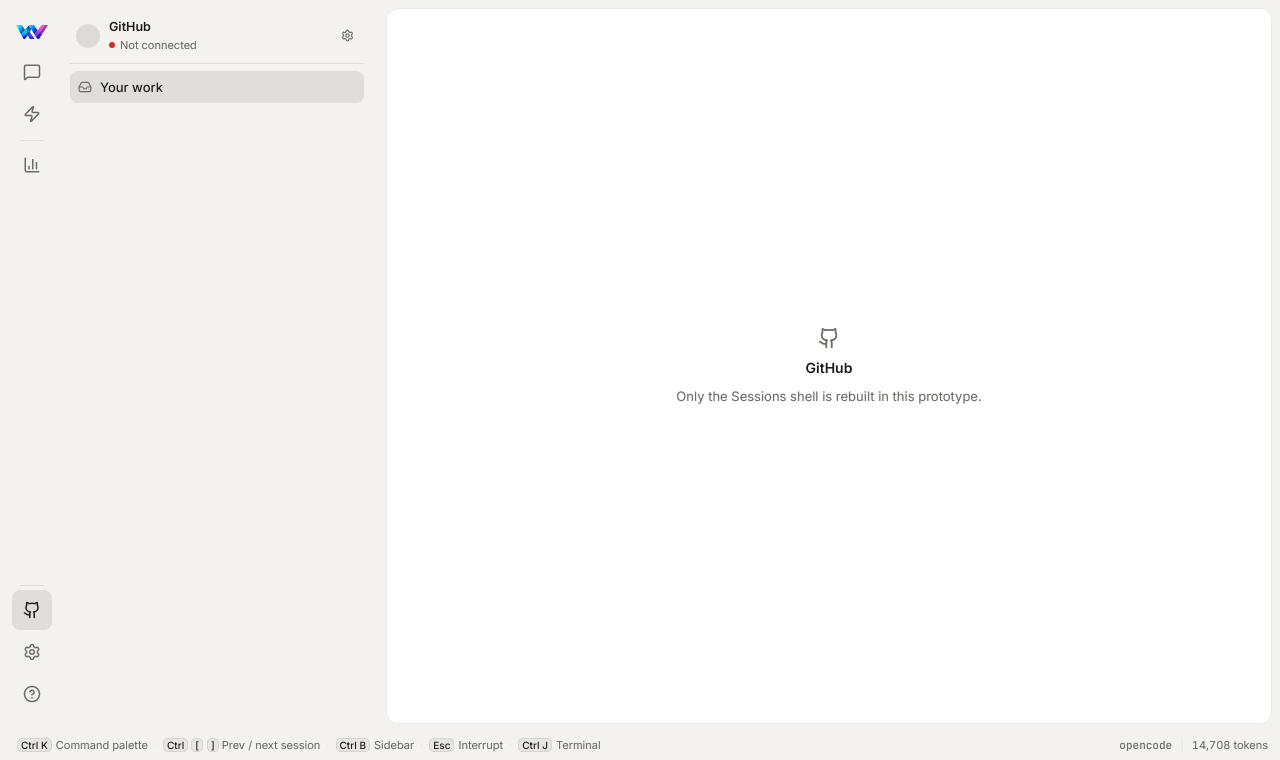 GitHub
Not connected
Your work
GitHub
Only the Sessions shell is rebuilt in this prototype.
Ctrl K Command palette Ctrl [ ] Prev / next session Ctrl B Sidebar Esc Interrupt Ctrl J Terminal opencode 14,708 tokens